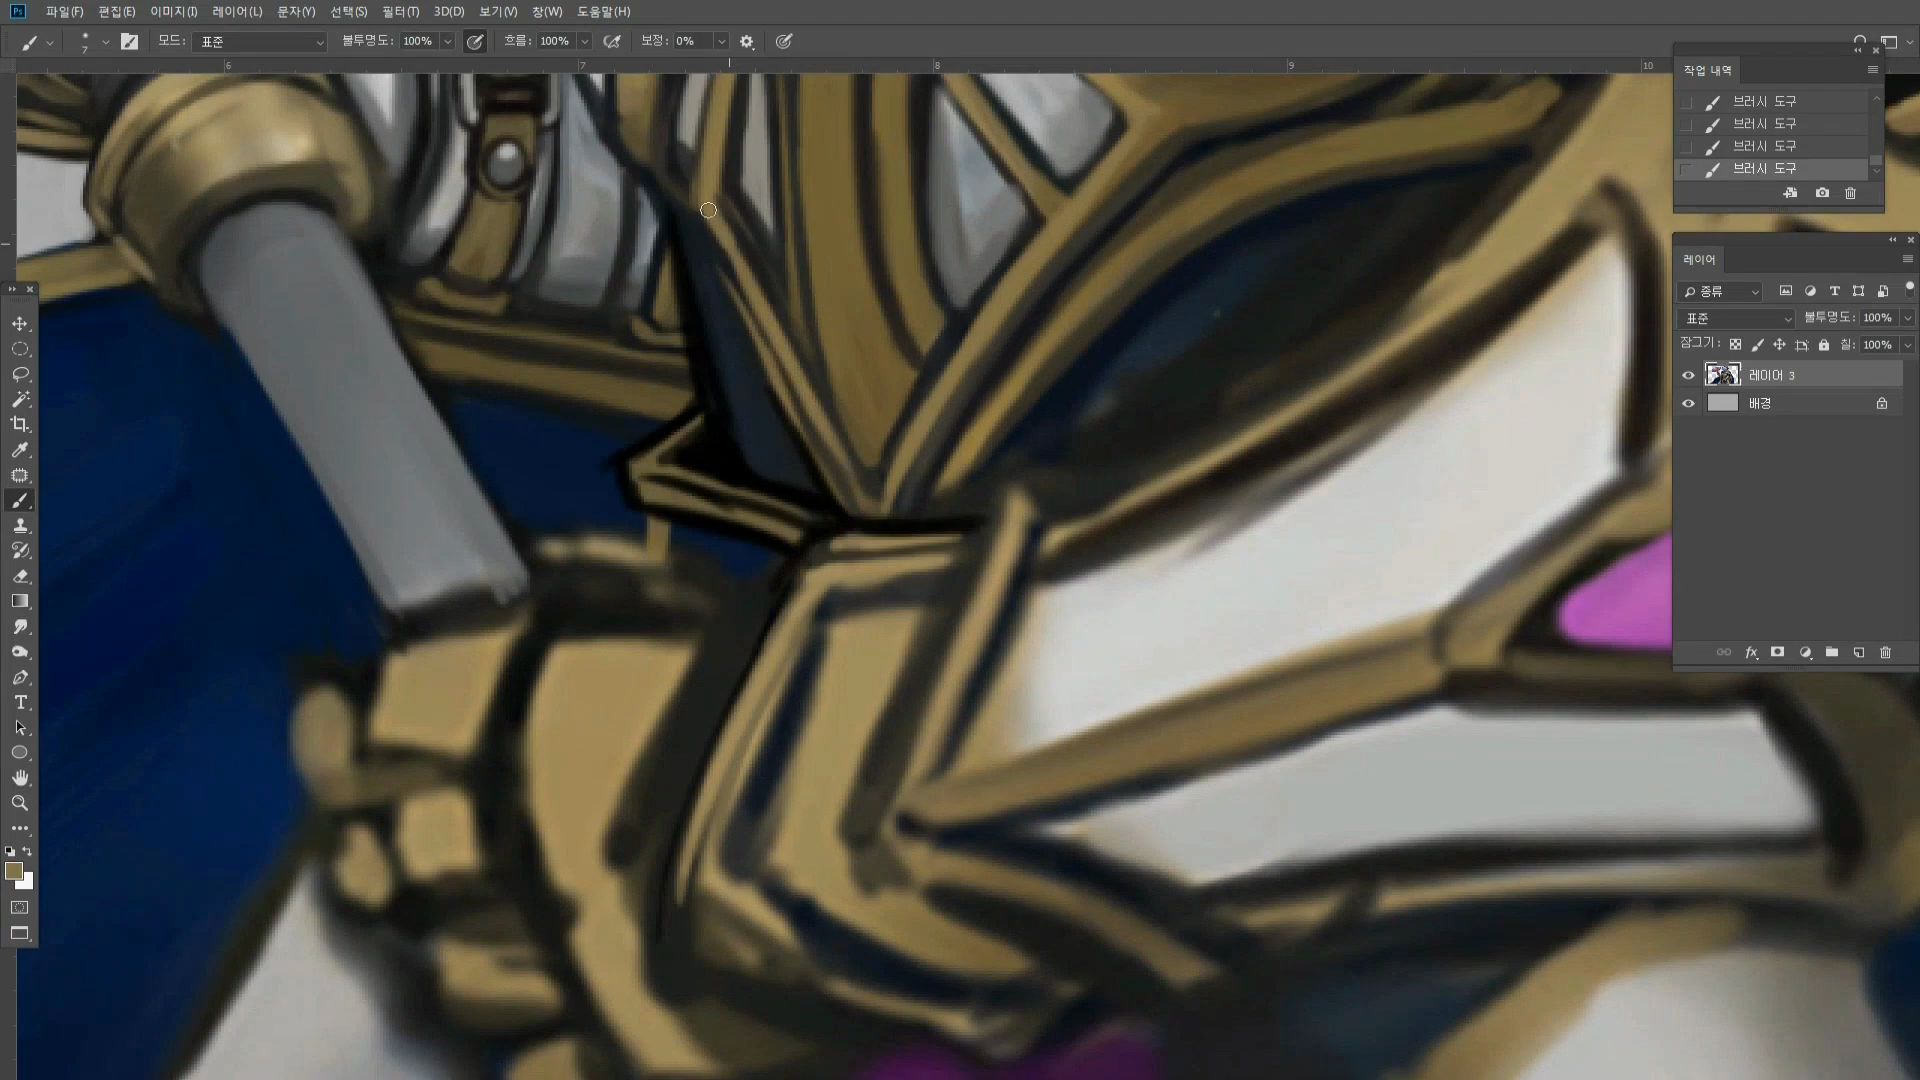 Ps 파일(F) 편집(E) 이미지(I) 레이어(L) 문자(Y) 선택(S) 필터(T) 3D(D) 보기(V) 창(W) 도움말(H)
7 모드: 표준 불투명도: 100% 흐름: 100% 보정: 0%
6 7 8 9 10
작업 내역
브러시 도구
브러시 도구
브러시 도구
브러시 도구
레이어
종류
표준 불투명도: 100%
잠그기: 칠: 100%
레이어 3
배경
fx